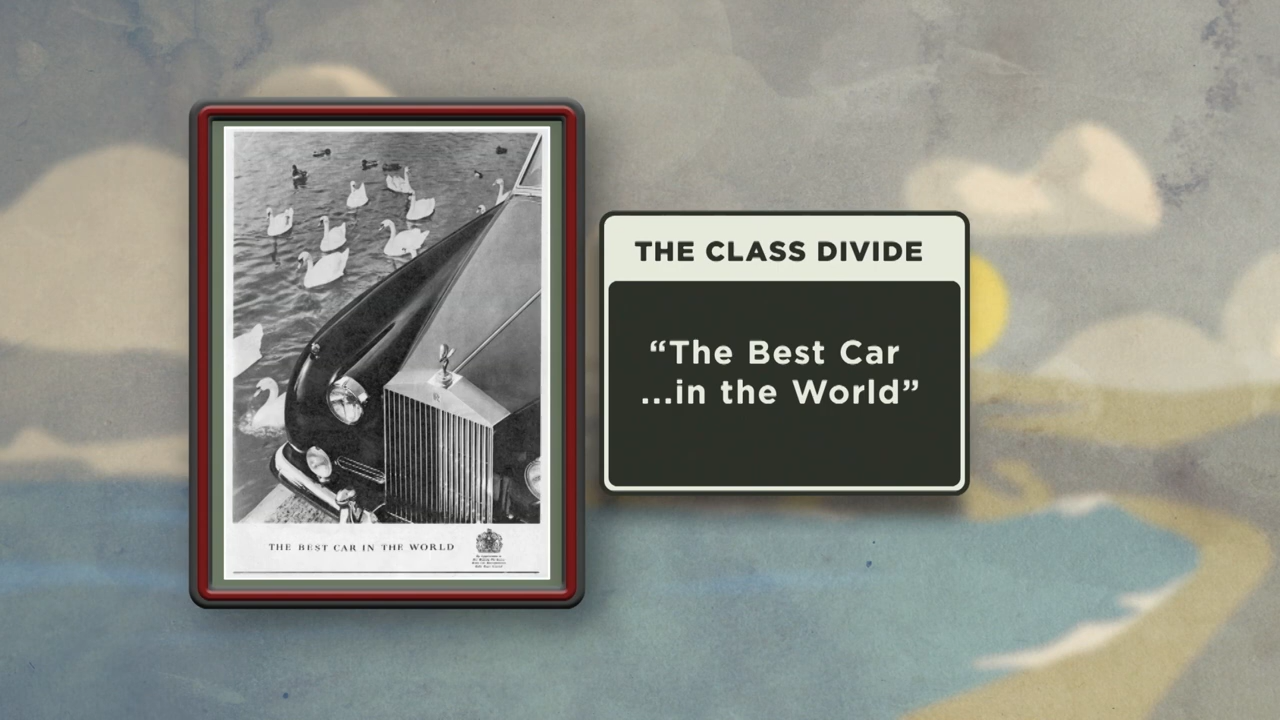 THE CLASS DIVIDE
“The Best Car
...in the World”
THE BEST CAR IN THE WORLD